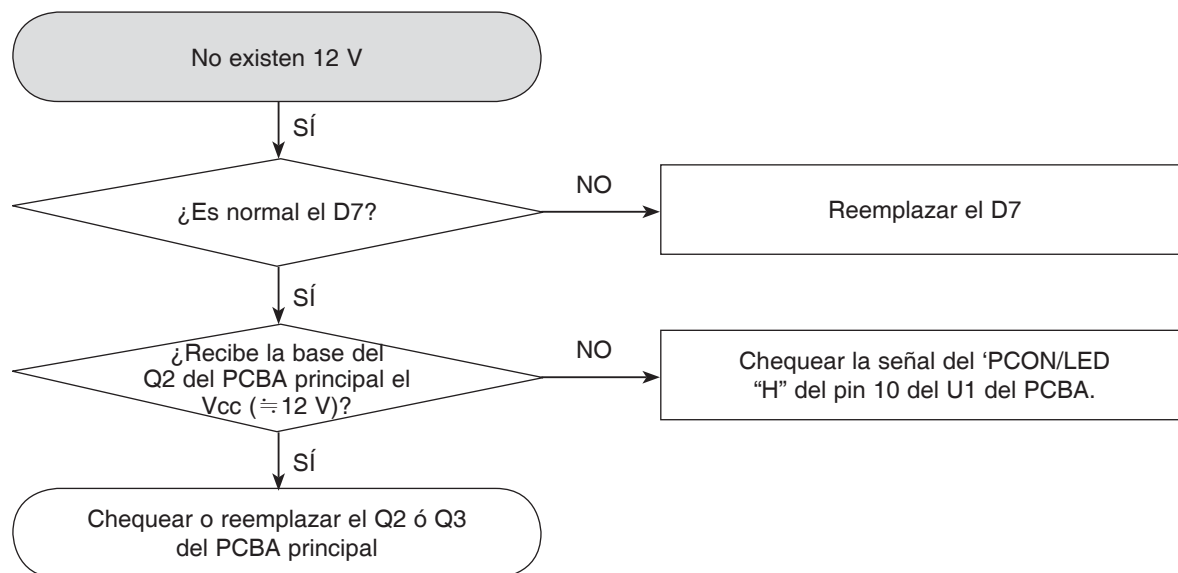 No existen 12 V
SÍ
¿Es normal el D7?
NO
Reemplazar el D7
SÍ
¿Recibe la base del
Q2 del PCBA principal el
Vcc (≒12 V)?
NO
Chequear la señal del ‘PCON/LED
“H” del pin 10 del U1 del PCBA.
SÍ
Chequear o reemplazar el Q2 ó Q3
del PCBA principal